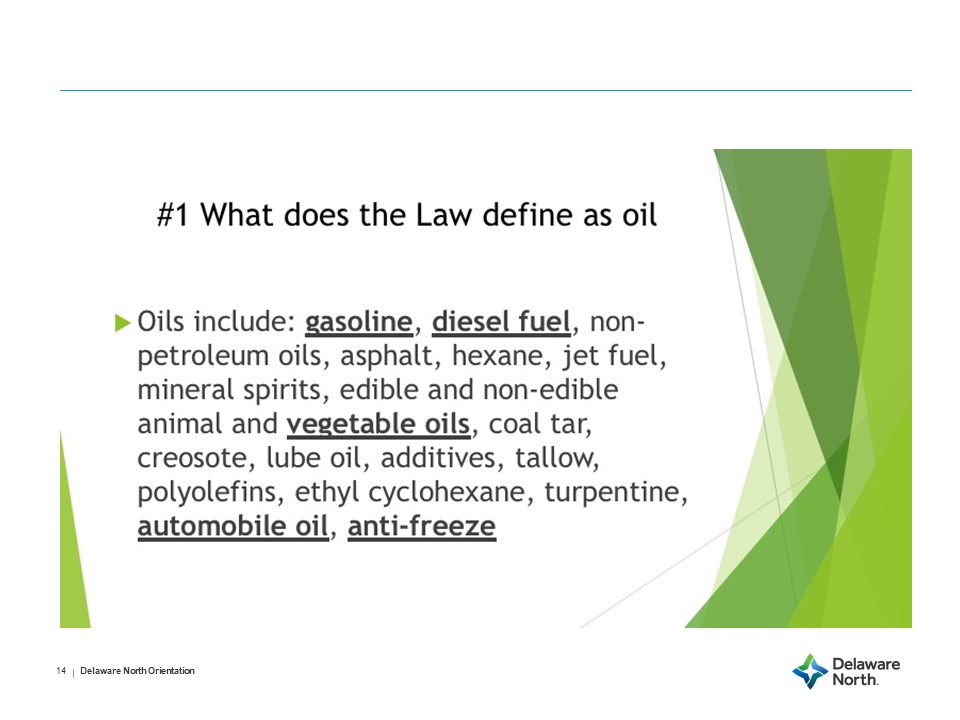 #1 What does the Law define as oil
Oils include: gasoline, diesel fuel, non-
petroleum oils, asphalt, hexane, jet fuel,
mineral spirits, edible and non-edible
animal and vegetable oils, coal tar,
creosote, lube oil, additives, tallow,
polyolefins, ethyl cyclohexane, turpentine,
automobile oil, anti-freeze
14 | Delaware North Orientation
Delaware
North.